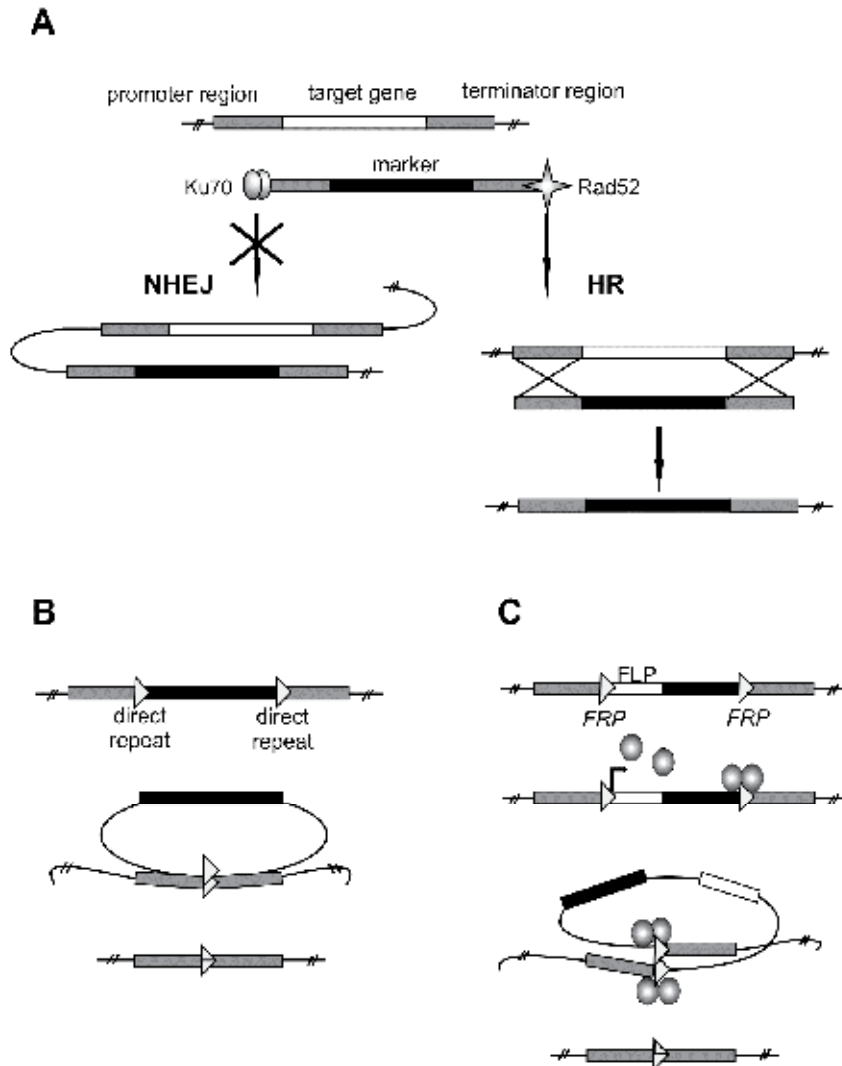 A
promoter region target gene terminator region
marker
Ku70 Rad52
NHEJ HR
B C
FLP
direct repeat direct repeat
FRP FRP